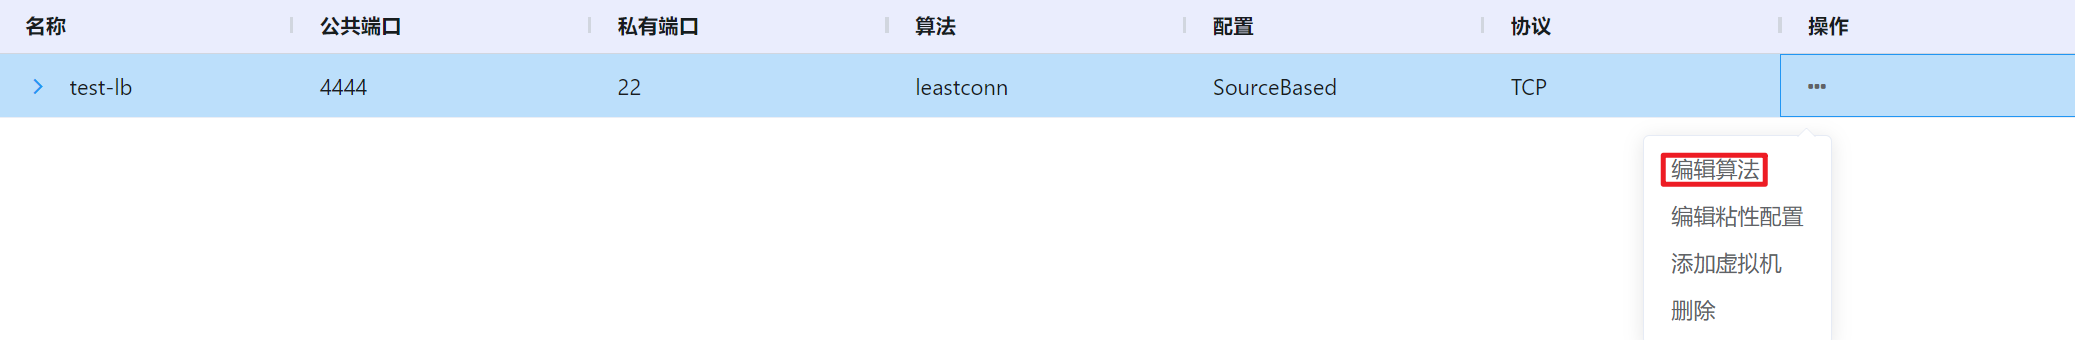 名称 公共端口 私有端口 算法 配置 协议 操作
test-lb 4444 22 leastconn SourceBased TCP
编辑算法
编辑粘性配置
添加虚拟机
删除